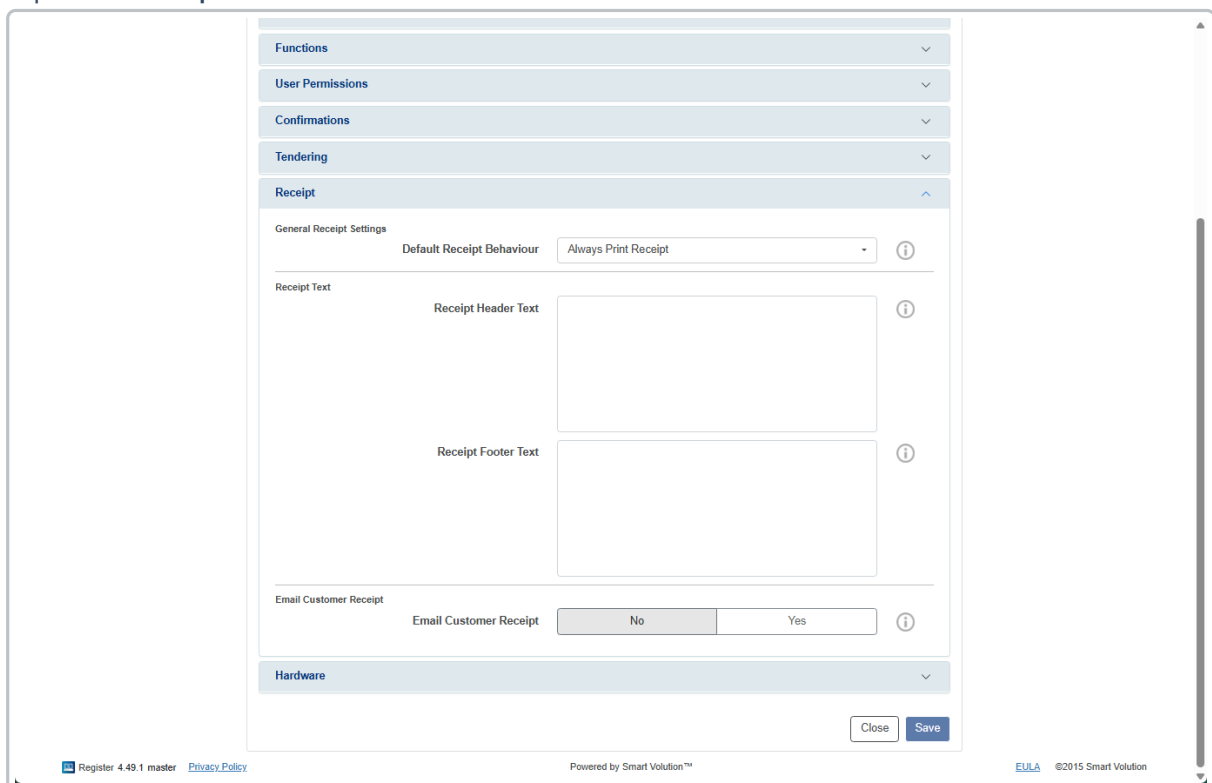 Functions
User Permissions
Confirmations
Tendering
Receipt
General Receipt Settings
Default Receipt Behaviour Always Print Receipt
Receipt Text
Receipt Header Text
Receipt Footer Text
Email Customer Receipt
Email Customer Receipt No Yes
Hardware
Close Save
Register 4.49.1 master Privacy Policy Powered by Smart Volution™ EULA ©2015 Smart Volution